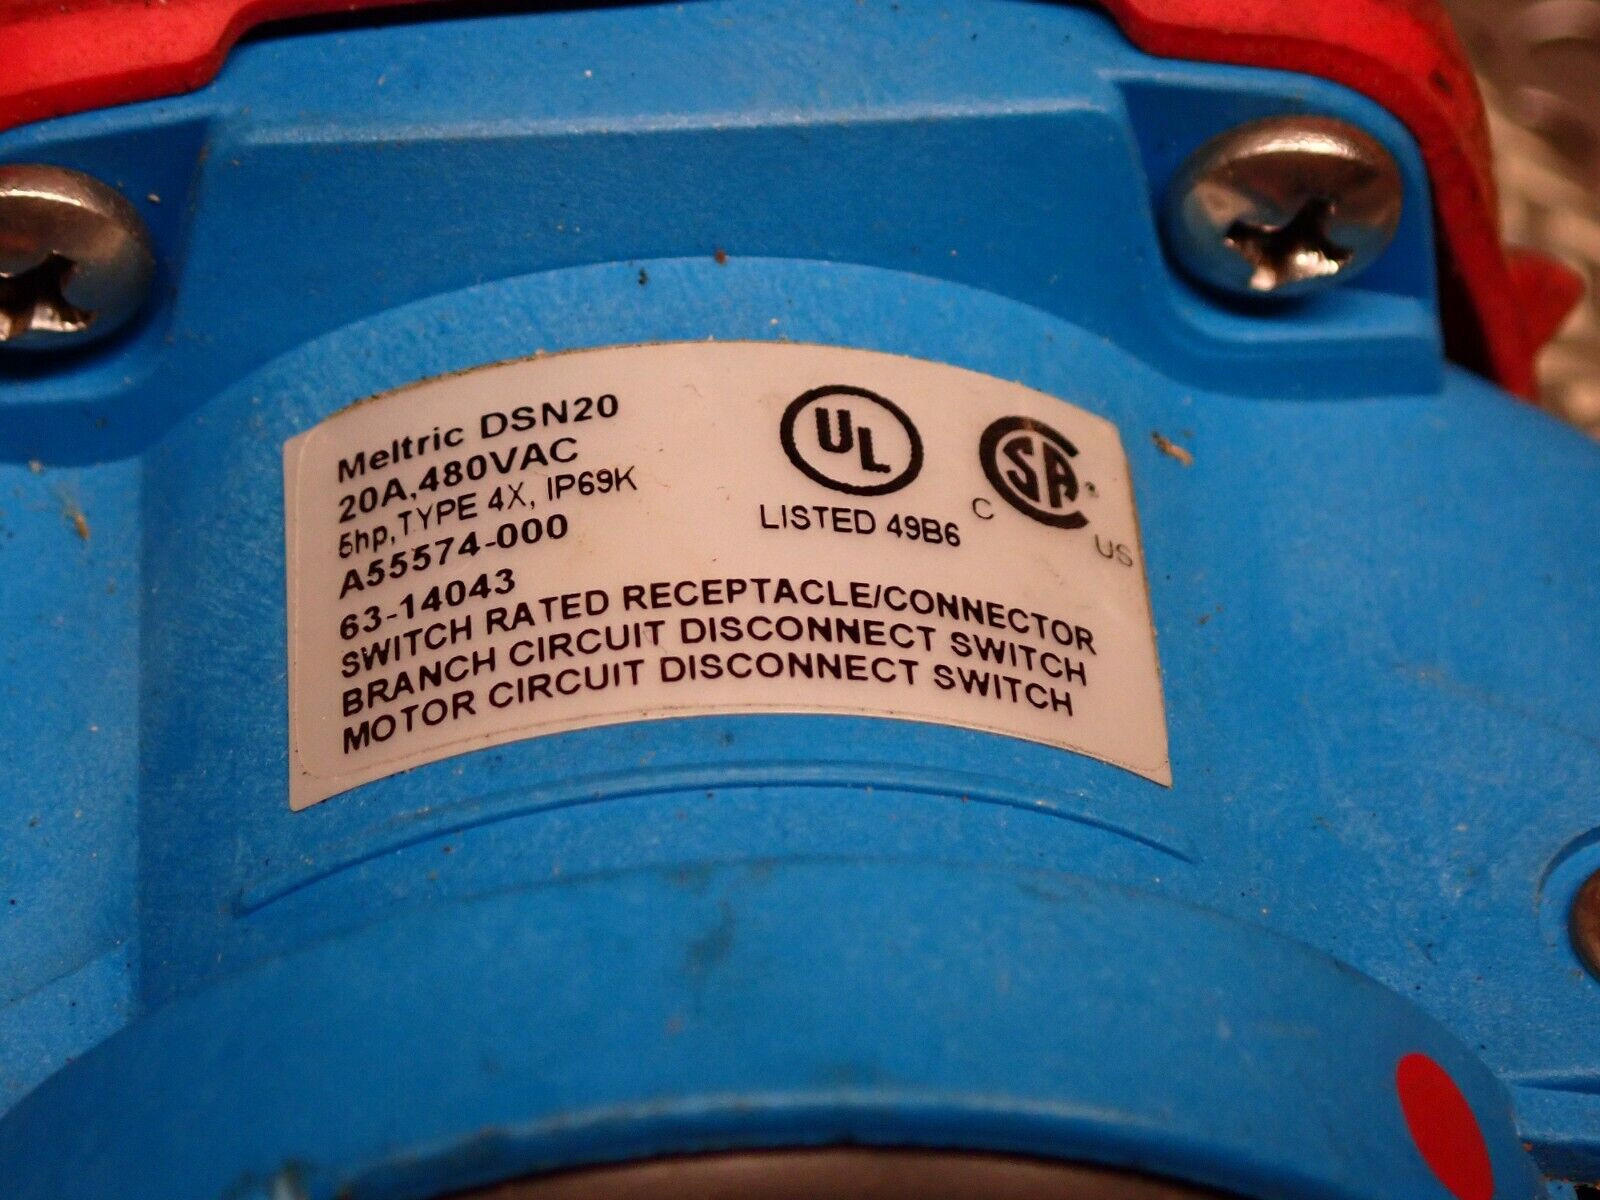 Meltric DSN20
20A,480VAC
5hp,TYPE 4X, IP69K
A55574-000
63-14043
SWITCH RATED RECEPTACLE/CONNECTOR
BRANCH CIRCUIT DISCONNECT SWITCH
MOTOR CIRCUIT DISCONNECT SWITCH
UL
LISTED 49B6
C SA ® US